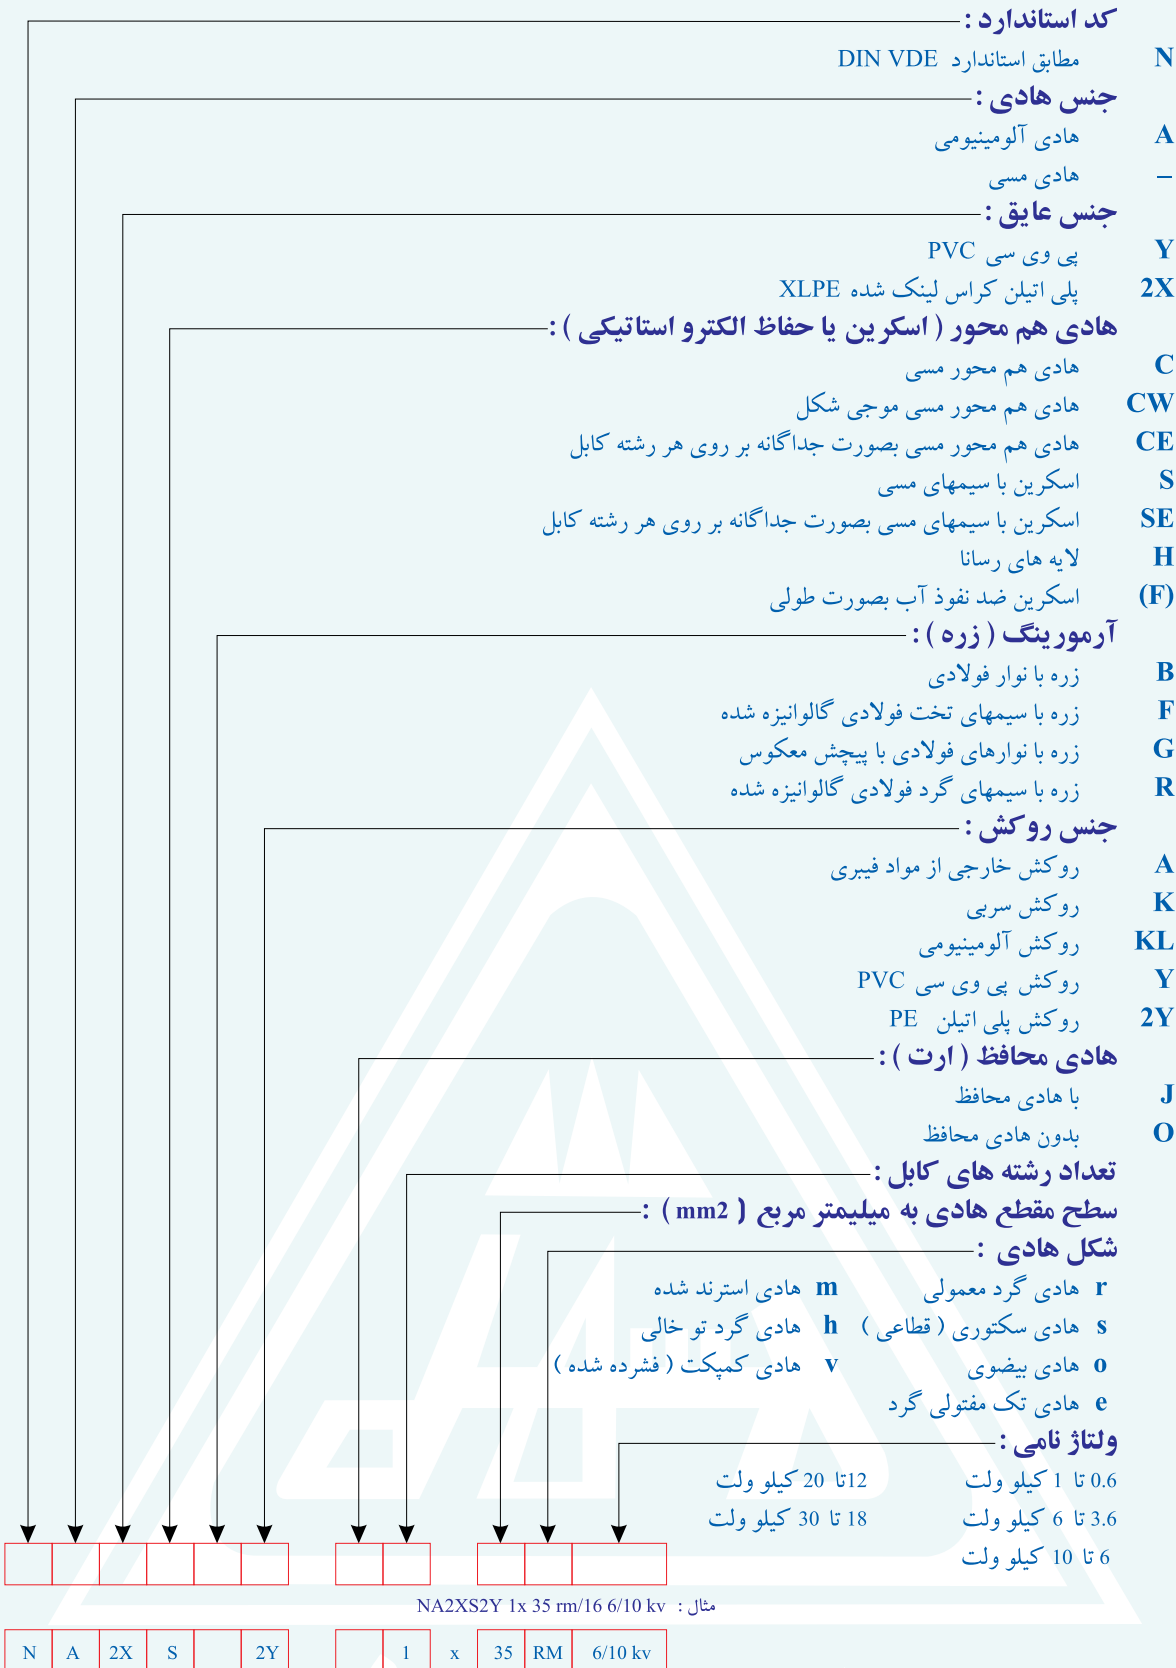 کد استاندارد :
N مطابق استاندارد DIN VDE
جنس هادی :
A هادی آلومینیومی
– هادی مسی
جنس عایق :
Y پی وی سی PVC
2X پلی اتیلن کراس لینک شده XLPE
هادی هم محور ( اسکرین یا حفاظ الکترو استاتیکی ) :
C هادی هم محور مسی
CW هادی هم محور مسی موجی شکل
CE هادی هم محور مسی بصورت جداگانه بر روی هر رشته کابل
S اسکرین با سیمهای مسی
SE اسکرین با سیمهای مسی بصورت جداگانه بر روی هر رشته کابل
H لایه های رسانا
(F) اسکرین ضد نفوذ آب بصورت طولی
آرمورینگ ( زره ) :
B زره با نوار فولادی
F زره با سیمهای تخت فولادی گالوانیزه شده
G زره با نوارهای فولادی با پیچش معکوس
R زره با سیمهای گرد فولادی گالوانیزه شده
جنس روکش :
A روکش خارجی از مواد فیبری
K روکش سربی
KL روکش آلومینیومی
Y روکش پی وی سی PVC
2Y روکش پلی اتیلن PE
هادی محافظ ( ارت ) :
J با هادی محافظ
O بدون هادی محافظ
تعداد رشته های کابل :
سطح مقطع هادی به میلیمتر مربع ( mm2 ) :
شکل هادی :
r هادی گرد معمولی m هادی استرند شده
s هادی سکتوری ( قطاعی ) h هادی گرد تو خالی
o هادی بیضوی v هادی کمپکت ( فشرده شده )
e هادی تک مفتولی گرد
ولتاژ نامی :
0.6 تا 1 کیلو ولت 12تا 20 کیلو ولت
3.6 تا 6 کیلو ولت 18 تا 30 کیلو ولت
6 تا 10 کیلو ولت
مثال : NA2XS2Y 1x 35 rm/16 6/10 kv
N A 2X S 2Y 1 x 35 RM 6/10 kv